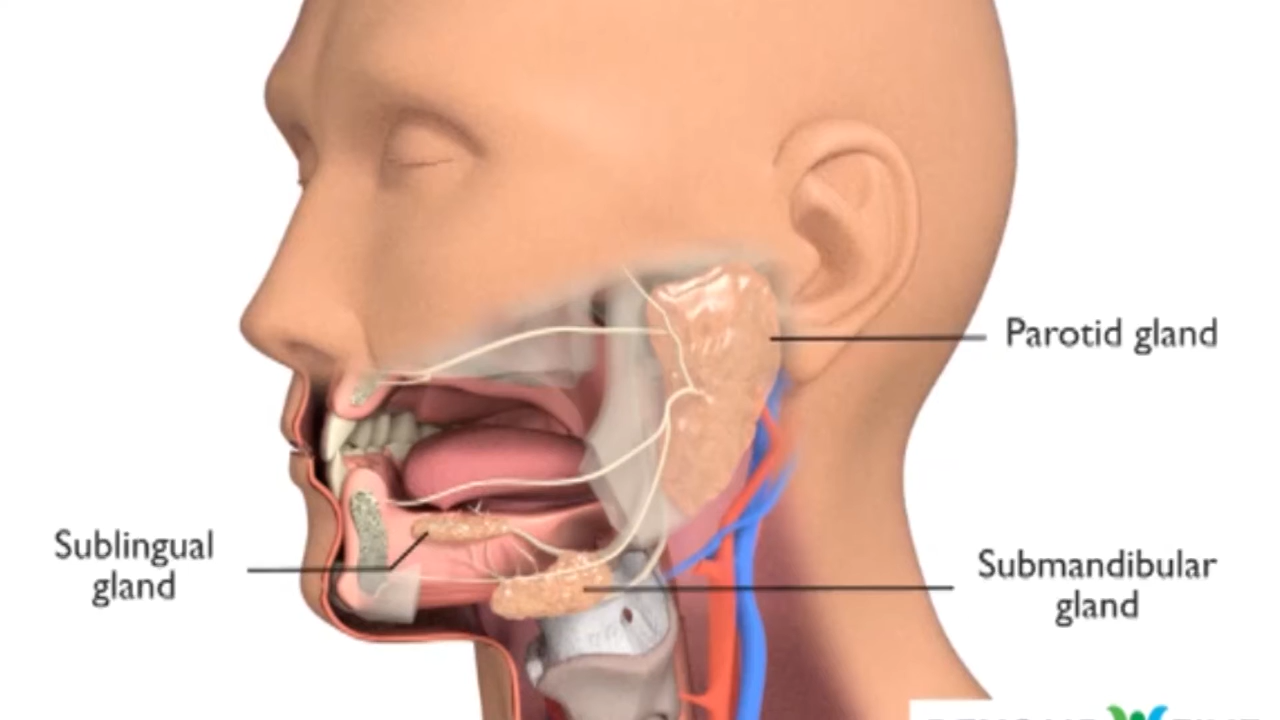 Parotid gland
Sublingual
gland
Submandibular
gland